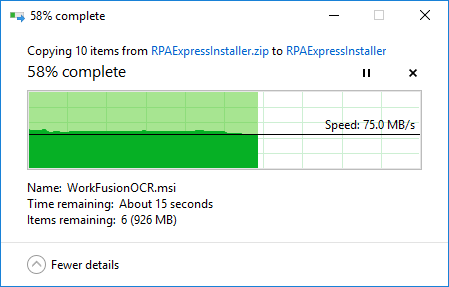 58% complete
Copying 10 items from RPAExpressInstaller.zip to RPAExpressInstaller
58% complete
Speed: 75.0 MB/s
Name: WorkFusionOCR.msi
Time remaining: About 15 seconds
Items remaining: 6 (926 MB)
Fewer details